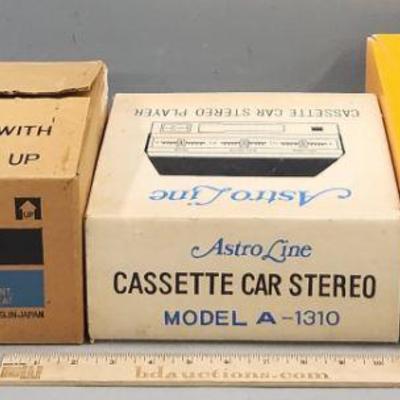 WITH
UP
UP
IN-JAPAN
CASSETTE CAR STEREO PLAYER
Astro Line
Astro Line
CASSETTE CAR STEREO
MODEL A-1310
bdauctions.com